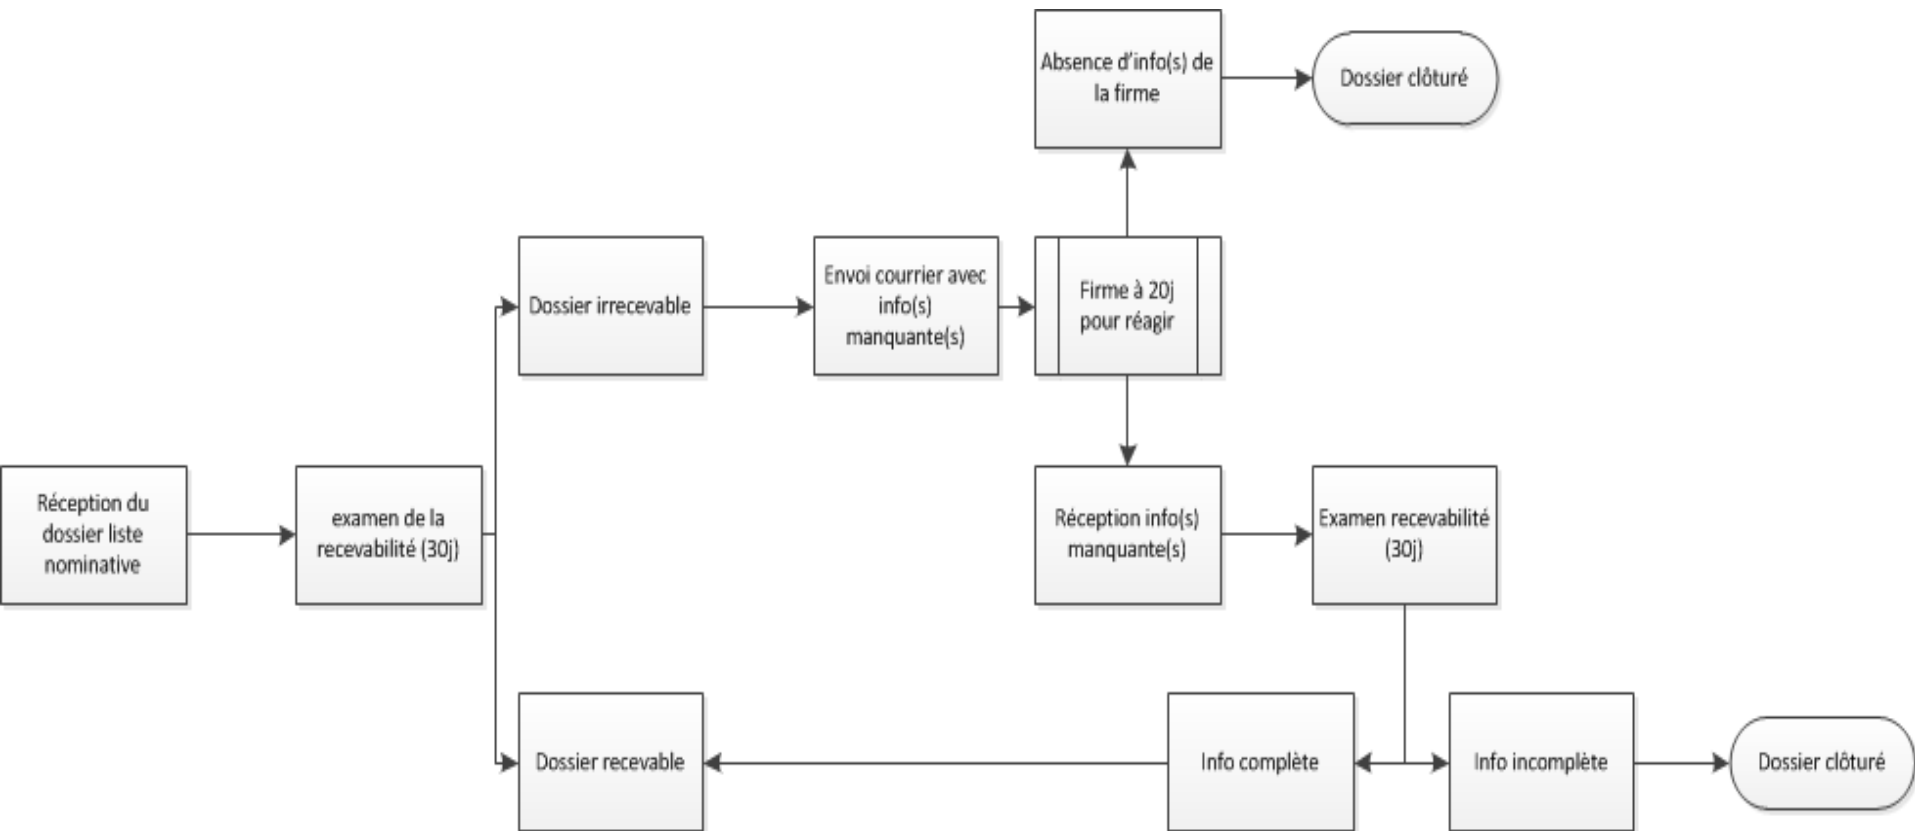 Absence d'info(s) de
la firme
Dossier clôturé
Dossier irrecevable
Envoi courrier avec
info(s)
manquante(s)
Firme à 20j
pour réagir
Réception du
dossier liste
nominative
examen de la
recevabilité (30j)
Réception info(s)
manquante(s)
Examen recevabilité
(30j)
Dossier recevable
Info complète
Info incomplète
Dossier clôturé